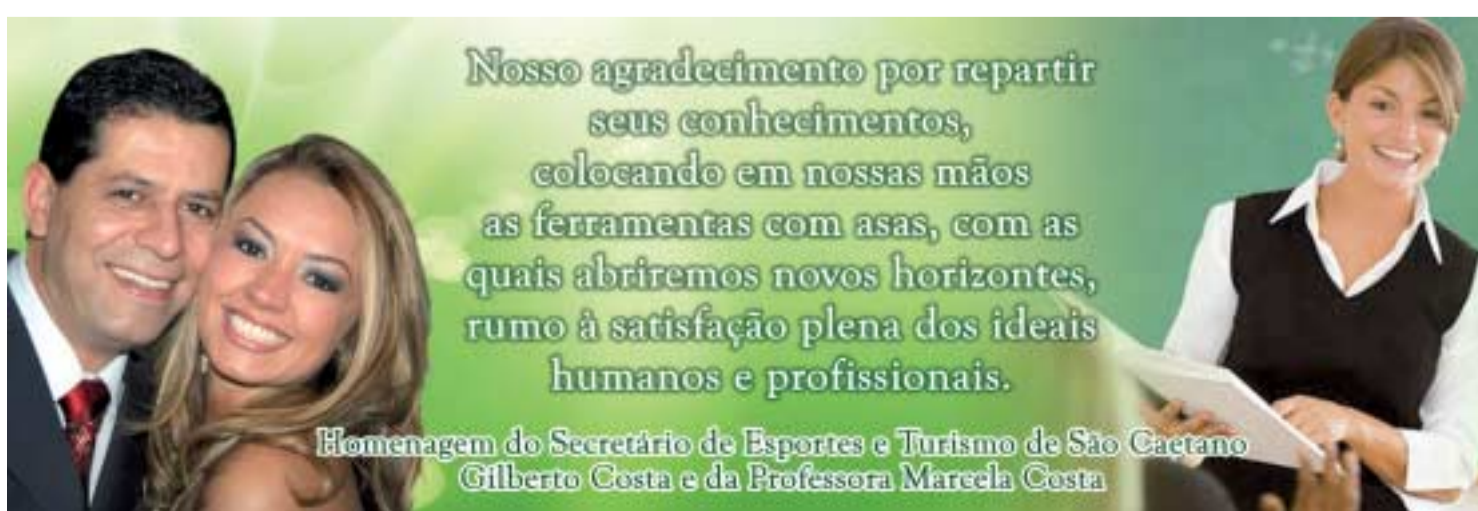 Nosso agradecimento por repartir
seus conhecimentos,
colocando em nossas mãos
as ferramentas com asas, com as
quais abriremos novos horizontes,
rumo à satisfação plena dos ideais
humanos e profissionais.
Homenagem do Secretário de Esportes e Turismo de São Caetano
Gilberto Costa e da Professora Marcela Costa